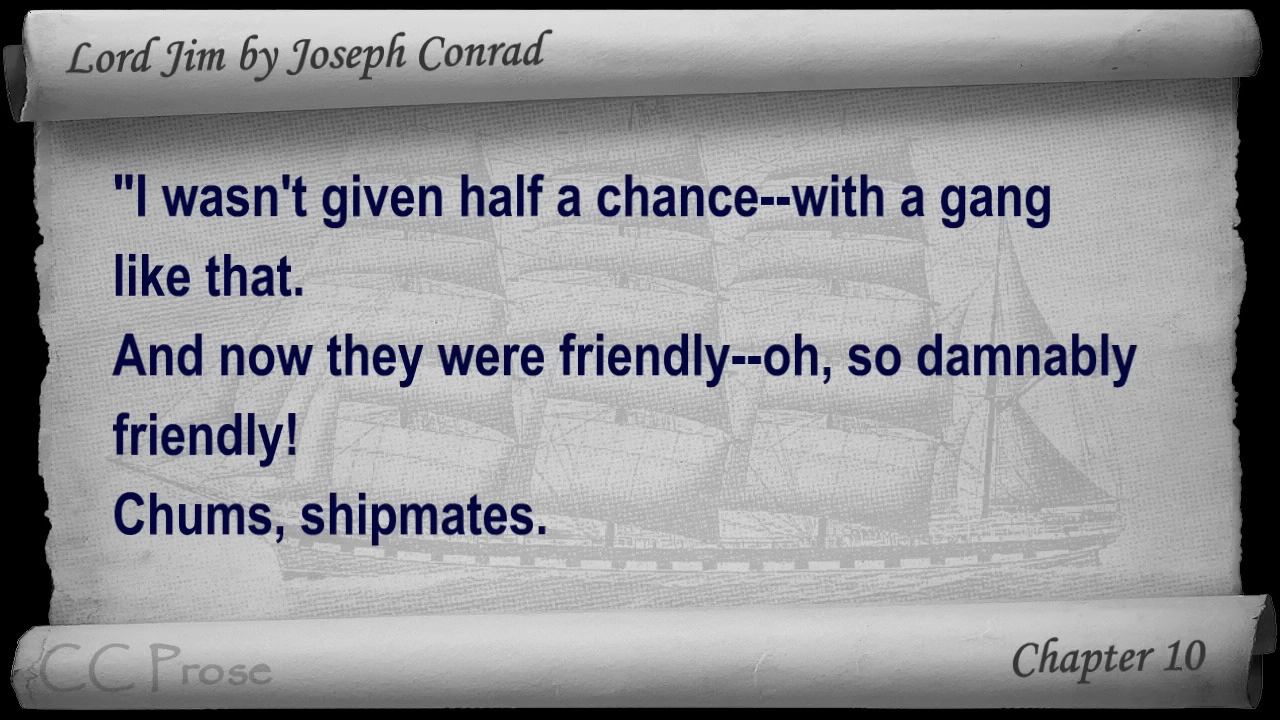 Lord Jim by Joseph Conrad
"I wasn't given half a chance--with a gang
like that.
And now they were friendly--oh, so damnably
friendly!
Chums, shipmates.
CC Prose
Chapter 10